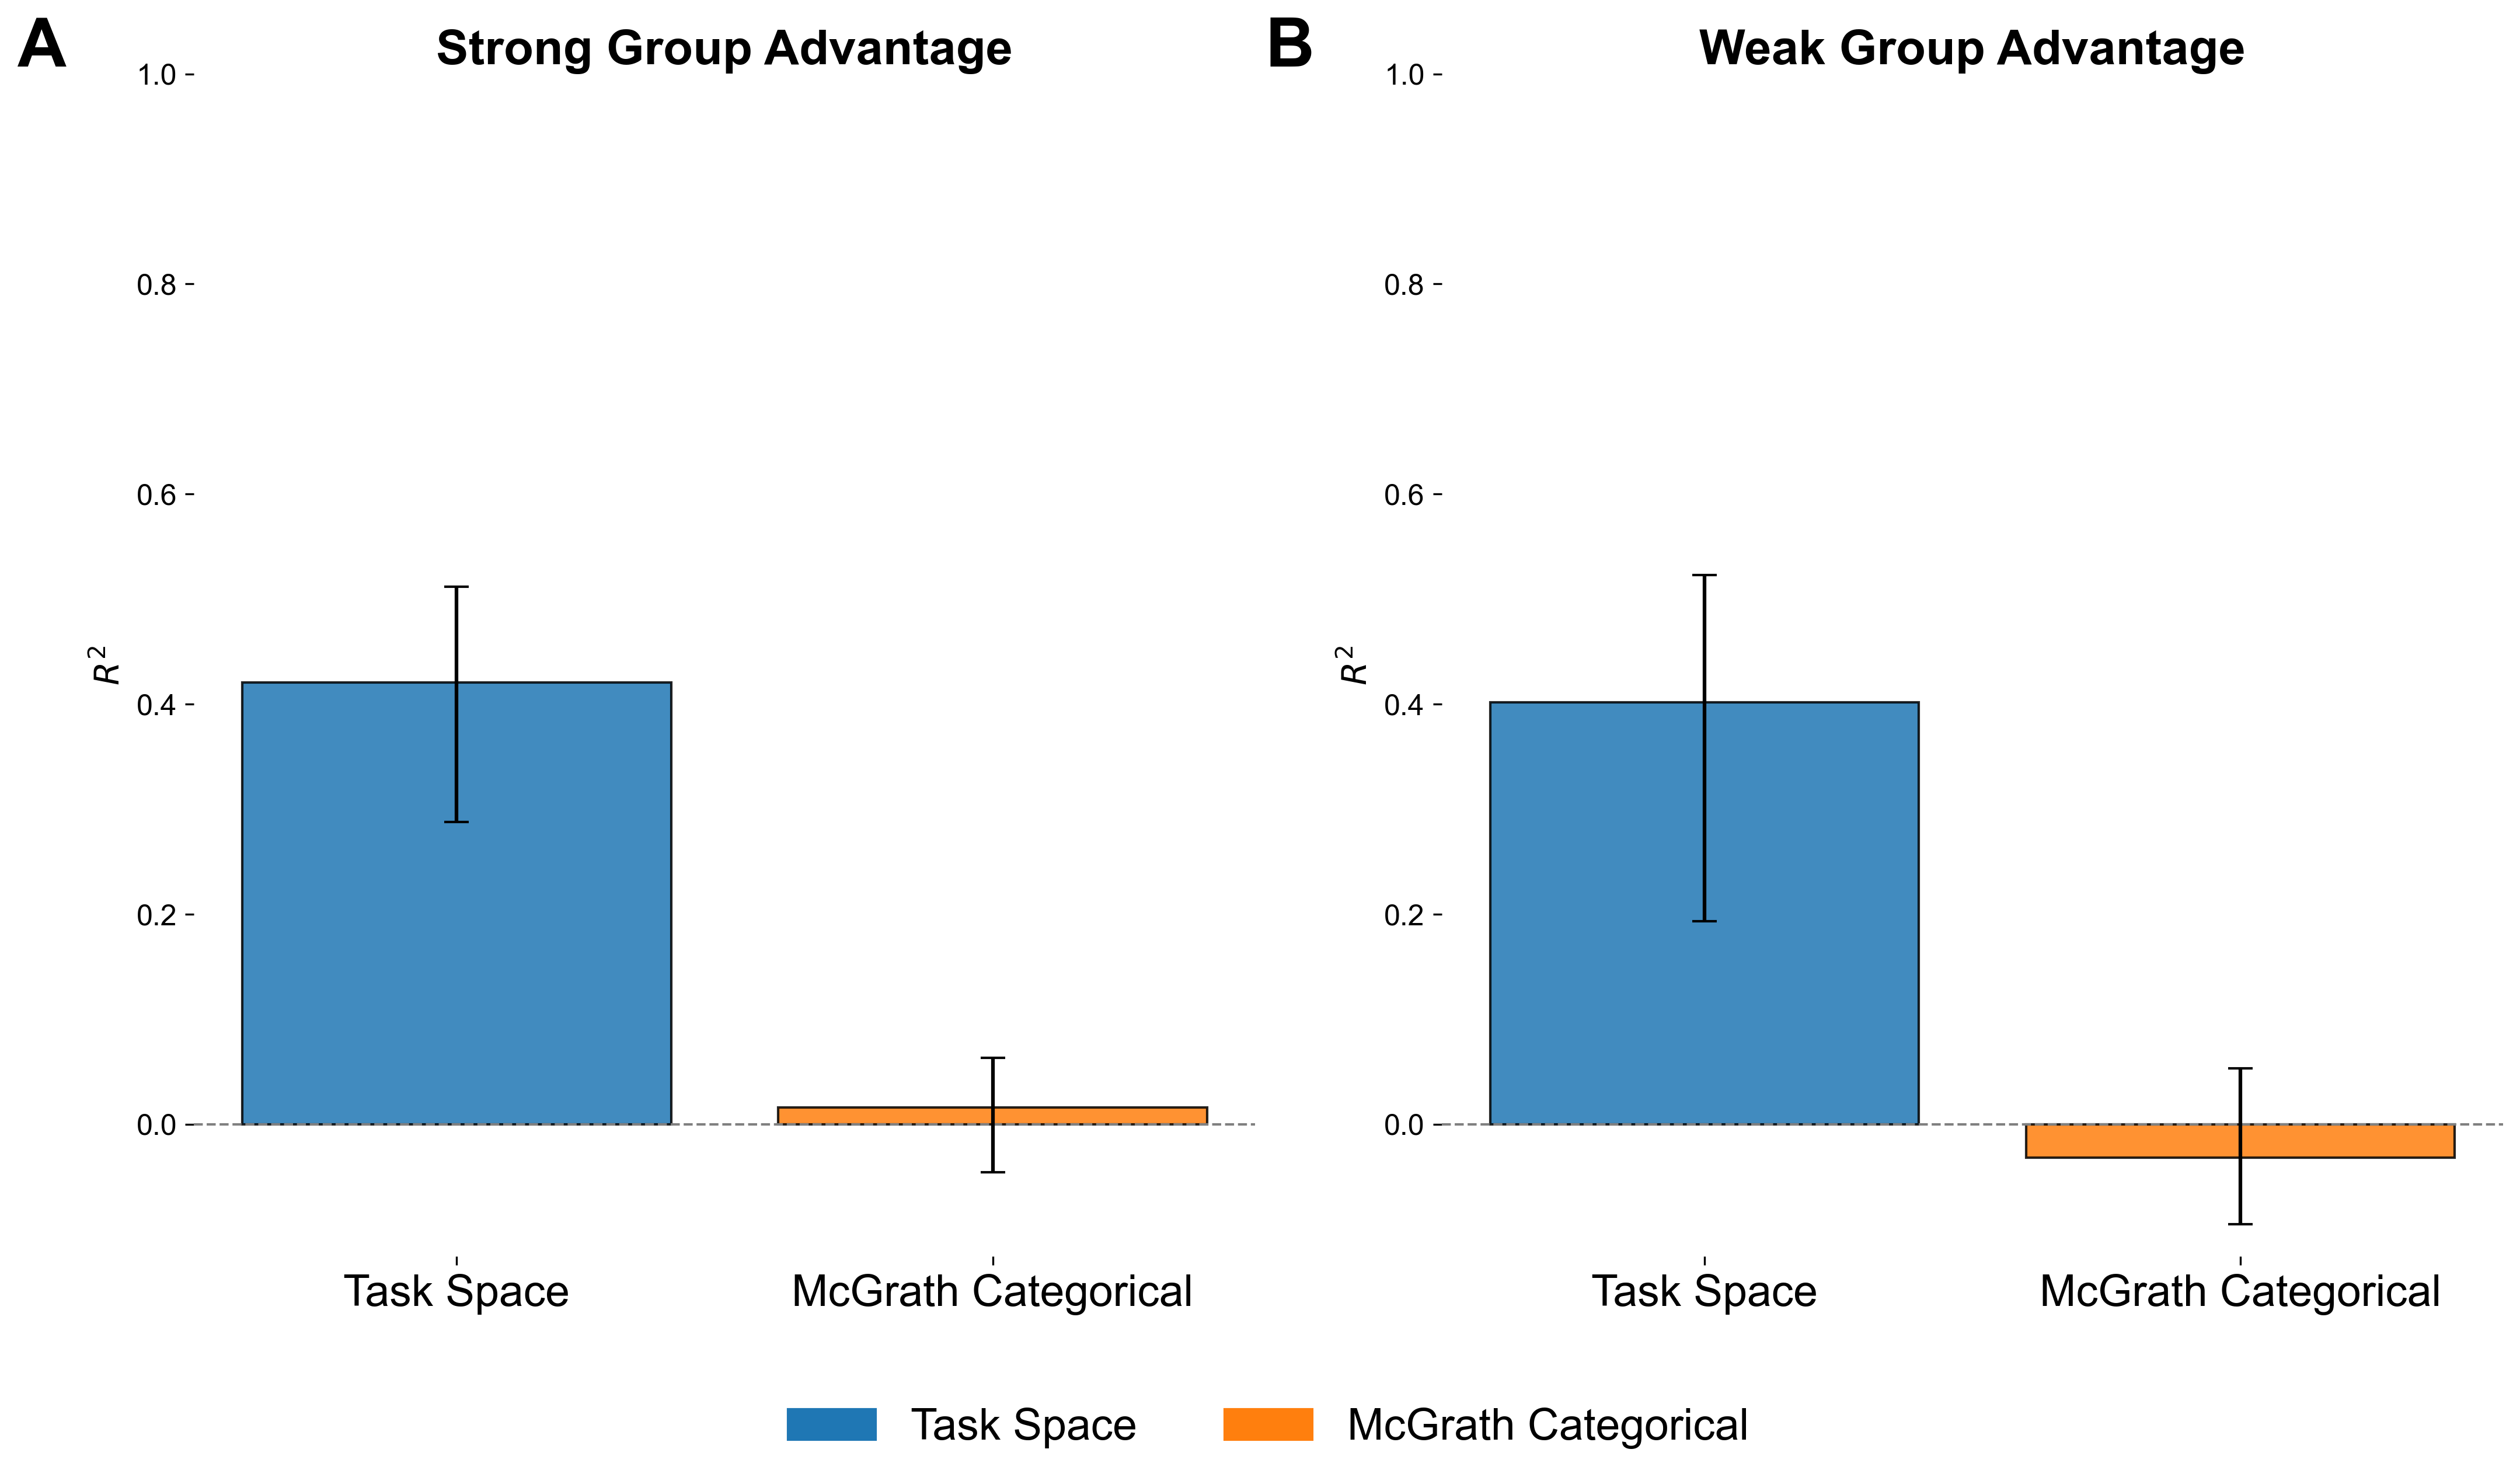 A
Strong Group Advantage
1.0
0.8
0.6
0.4
0.2
0.0
R²
Task Space
McGrath Categorical
B
Weak Group Advantage
1.0
0.8
0.6
0.4
0.2
0.0
R²
Task Space
McGrath Categorical
Task Space
McGrath Categorical